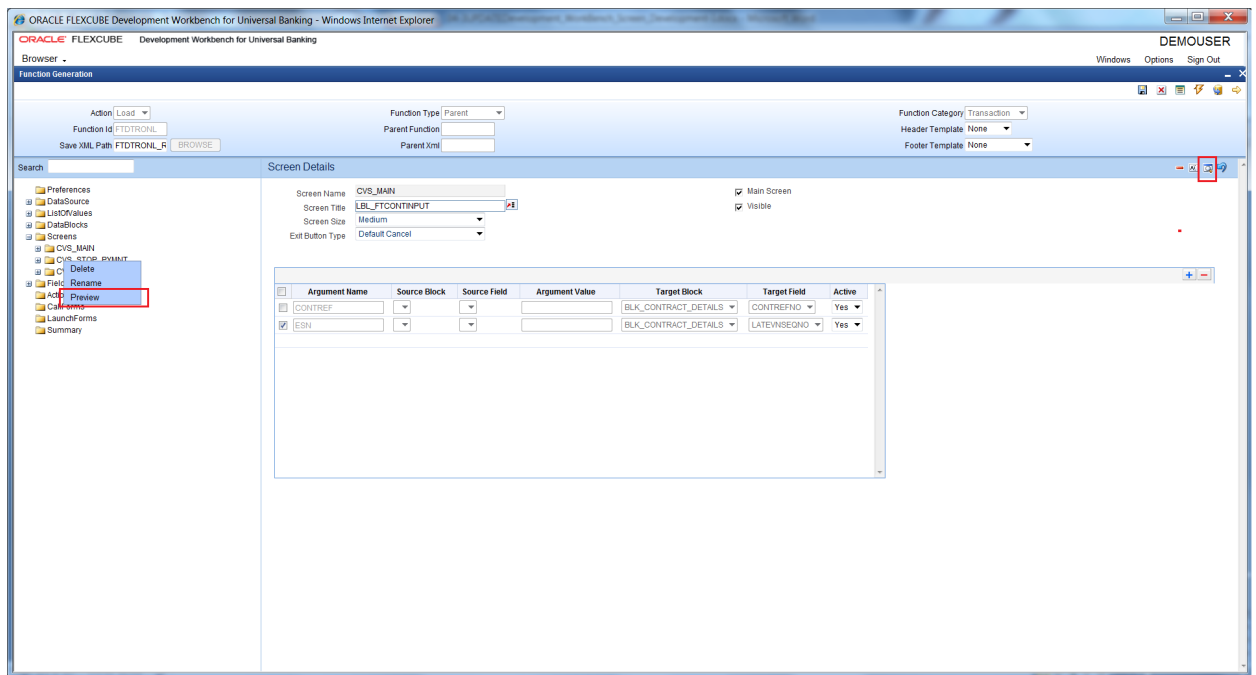 ORACLE FLEXCUBE Development Workbench for Universal Banking - Windows Internet Explorer
ORACLE FLEXCUBE Development Workbench for Universal Banking
DEMOUSER
Browser
Windows Options Sign Out
Function Generation
Action Load Function Type Parent Function Category Transaction
Function Id FTDTRONL Parent Function Header Template None
Save XML Path FTDTRONL_R BROWSE Parent Xml Footer Template None
Search Screen Details
Preferences
DataSource
ListOfValues
DataBlocks
Screens
CVS_MAIN
CVS_STOP_PYMNT
Delete
Rename
Preview
LaunchForms
Summary
Screen Name CVS_MAIN Main Screen
Screen Title LBL_FTCONTINPUT Visible
Screen Size Medium
Exit Button Type Default Cancel
Argument Name Source Block Source Field Argument Value Target Block Target Field Active
CONTREF BLK_CONTRACT_DETAILS CONTREFNO Yes
ESN BLK_CONTRACT_DETAILS LATEVNSEQNO Yes